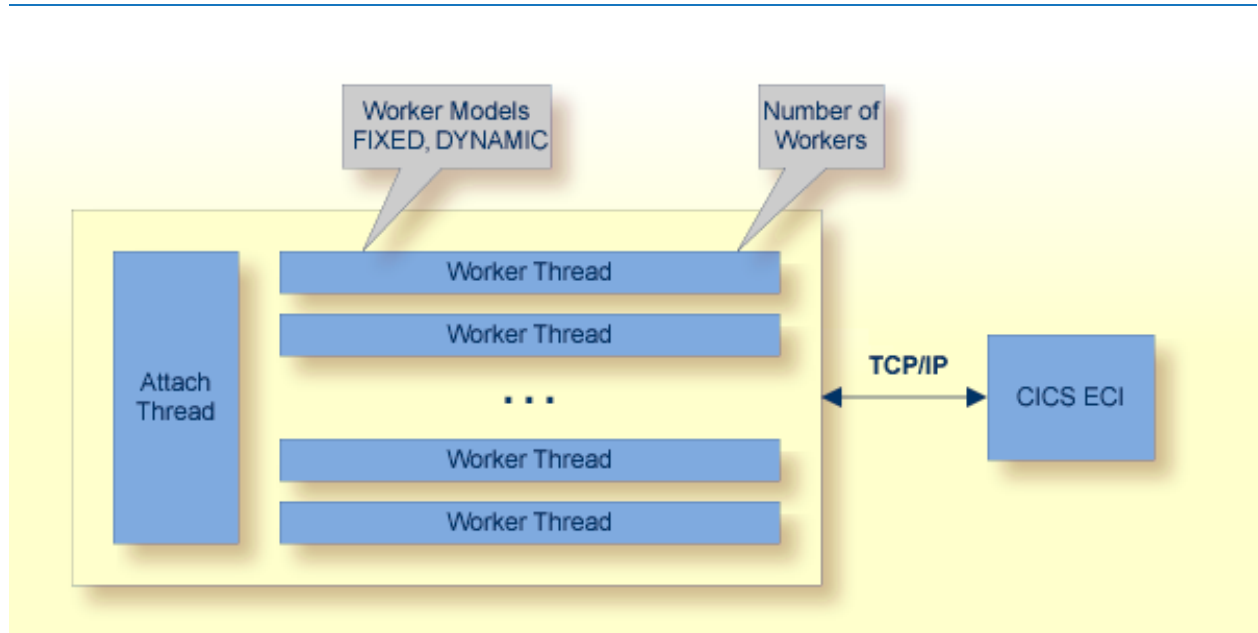 Worker Models
FIXED, DYNAMIC
Number of
Workers
Attach
Thread
Worker Thread
Worker Thread
. . .
Worker Thread
Worker Thread
TCP/IP
CICS ECI